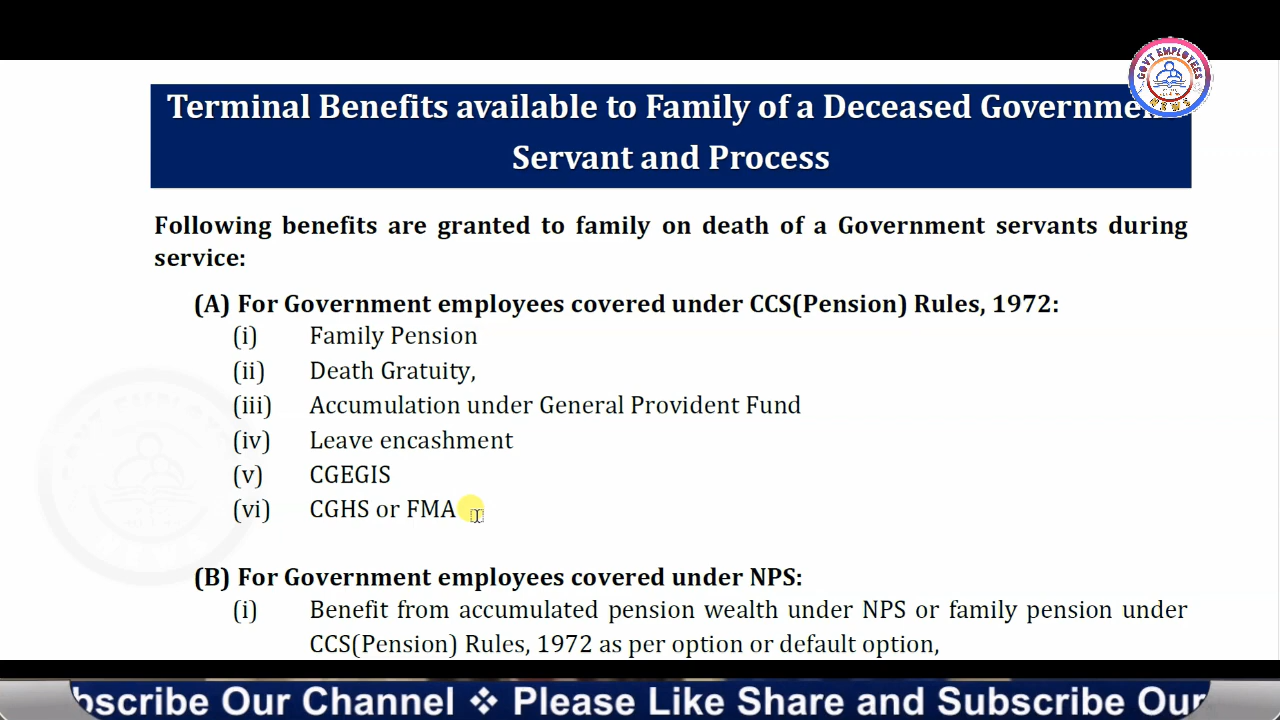 GOVT EMPLOYEES
NEWS
Terminal Benefits available to Family of a Deceased Governmen
Servant and Process
Following benefits are granted to family on death of a Government servants during
service:
(A) For Government employees covered under CCS(Pension) Rules, 1972:
(i) Family Pension
(ii) Death Gratuity,
(iii) Accumulation under General Provident Fund
(iv) Leave encashment
(v) CGEGIS
(vi) CGHS or FMA
(B) For Government employees covered under NPS:
(i) Benefit from accumulated pension wealth under NPS or family pension under
CCS(Pension) Rules, 1972 as per option or default option,
bscribe Our Channel ❖ Please Like Share and Subscribe Our